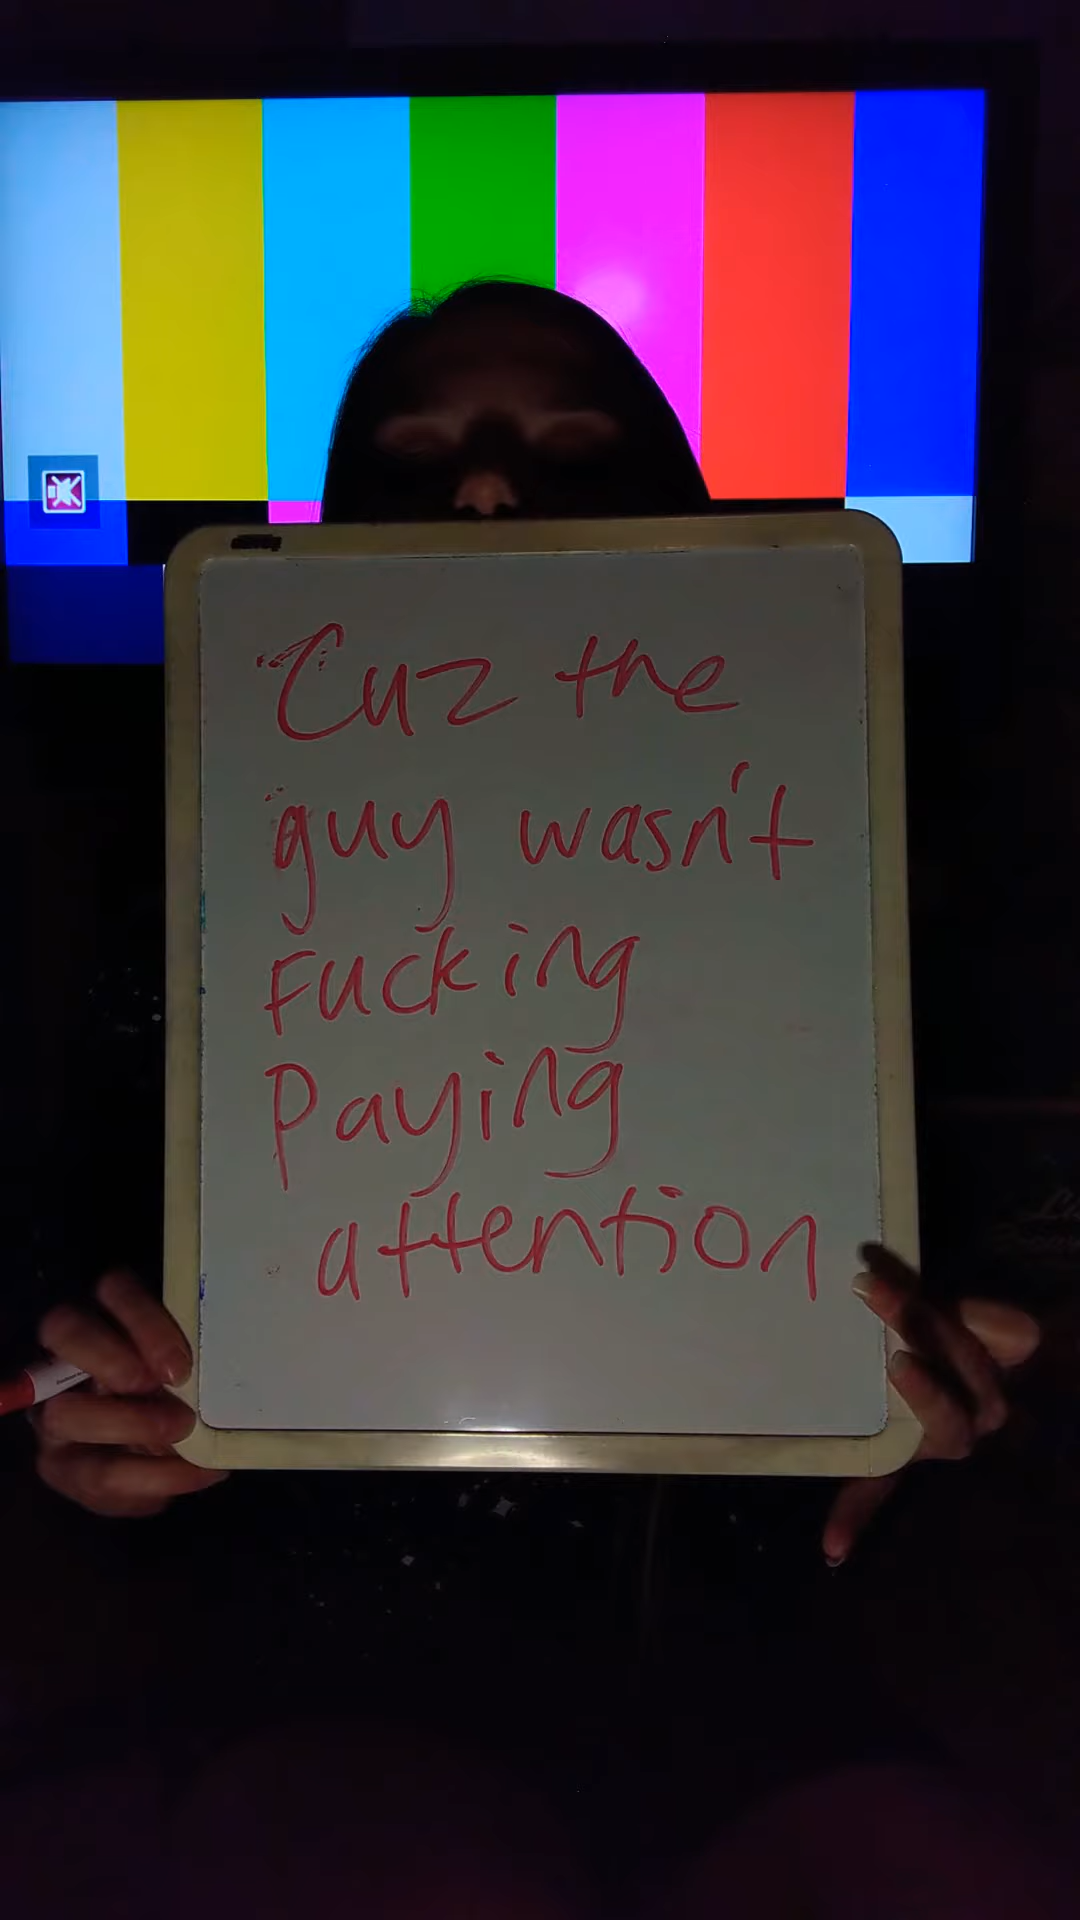 Cuz the
guy wasn't
Fucking
Paying
attention